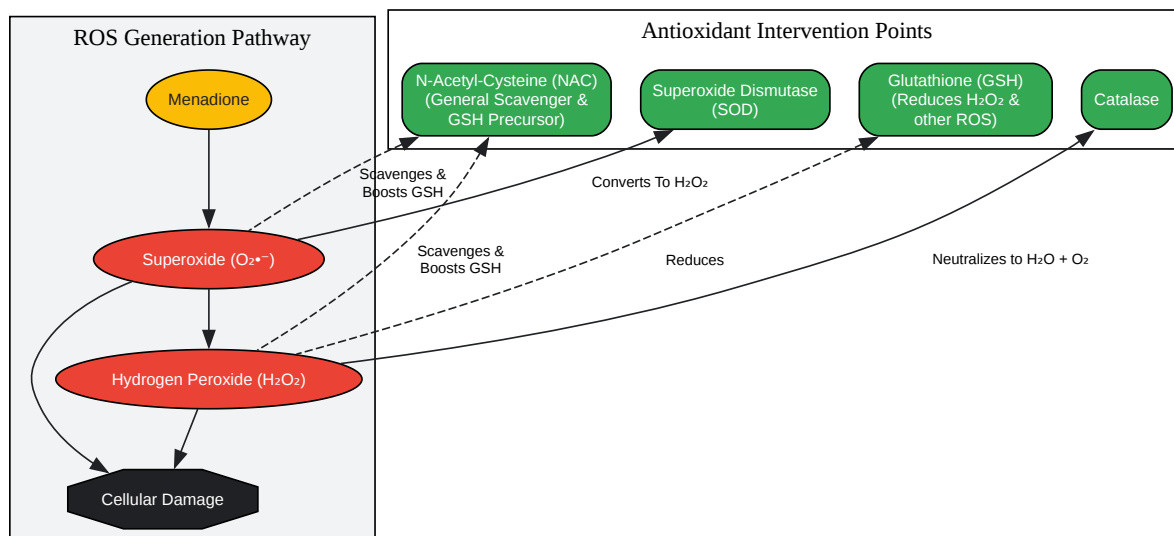 ROS Generation Pathway
Antioxidant Intervention Points
Menadione
N-Acetyl-Cysteine (NAC)
(General Scavenger &
GSH Precursor)
Superoxide Dismutase
(SOD)
Glutathione (GSH)
(Reduces H₂O₂ &
other ROS)
Catalase
Scavenges &
Boosts GSH
Converts To H₂O₂
Superoxide (O₂•⁻)
Scavenges &
Boosts GSH
Reduces
Neutralizes to H₂O + O₂
Hydrogen Peroxide (H₂O₂)
Cellular Damage